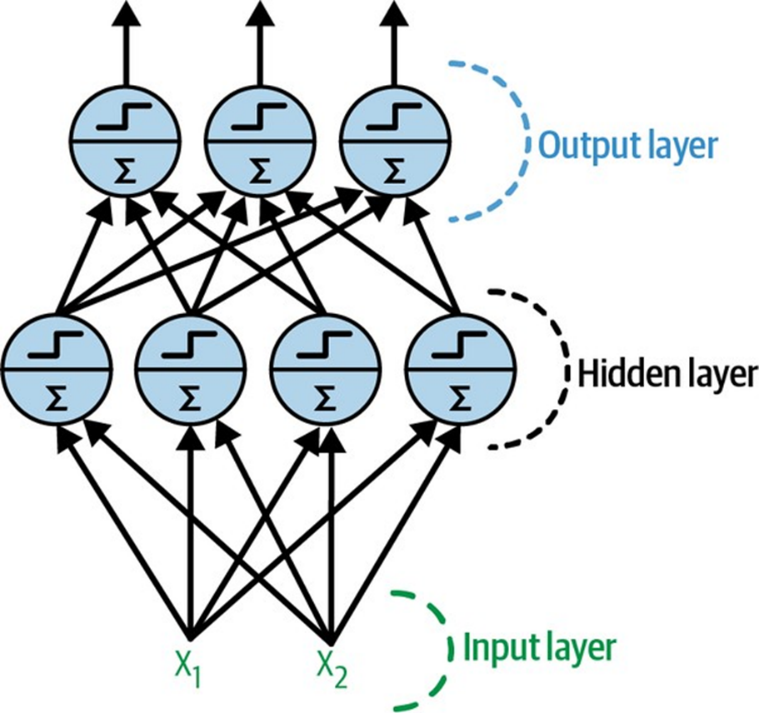 Σ Σ Σ
Output layer
Σ Σ Σ Σ
Hidden layer
X₁ X₂
Input layer